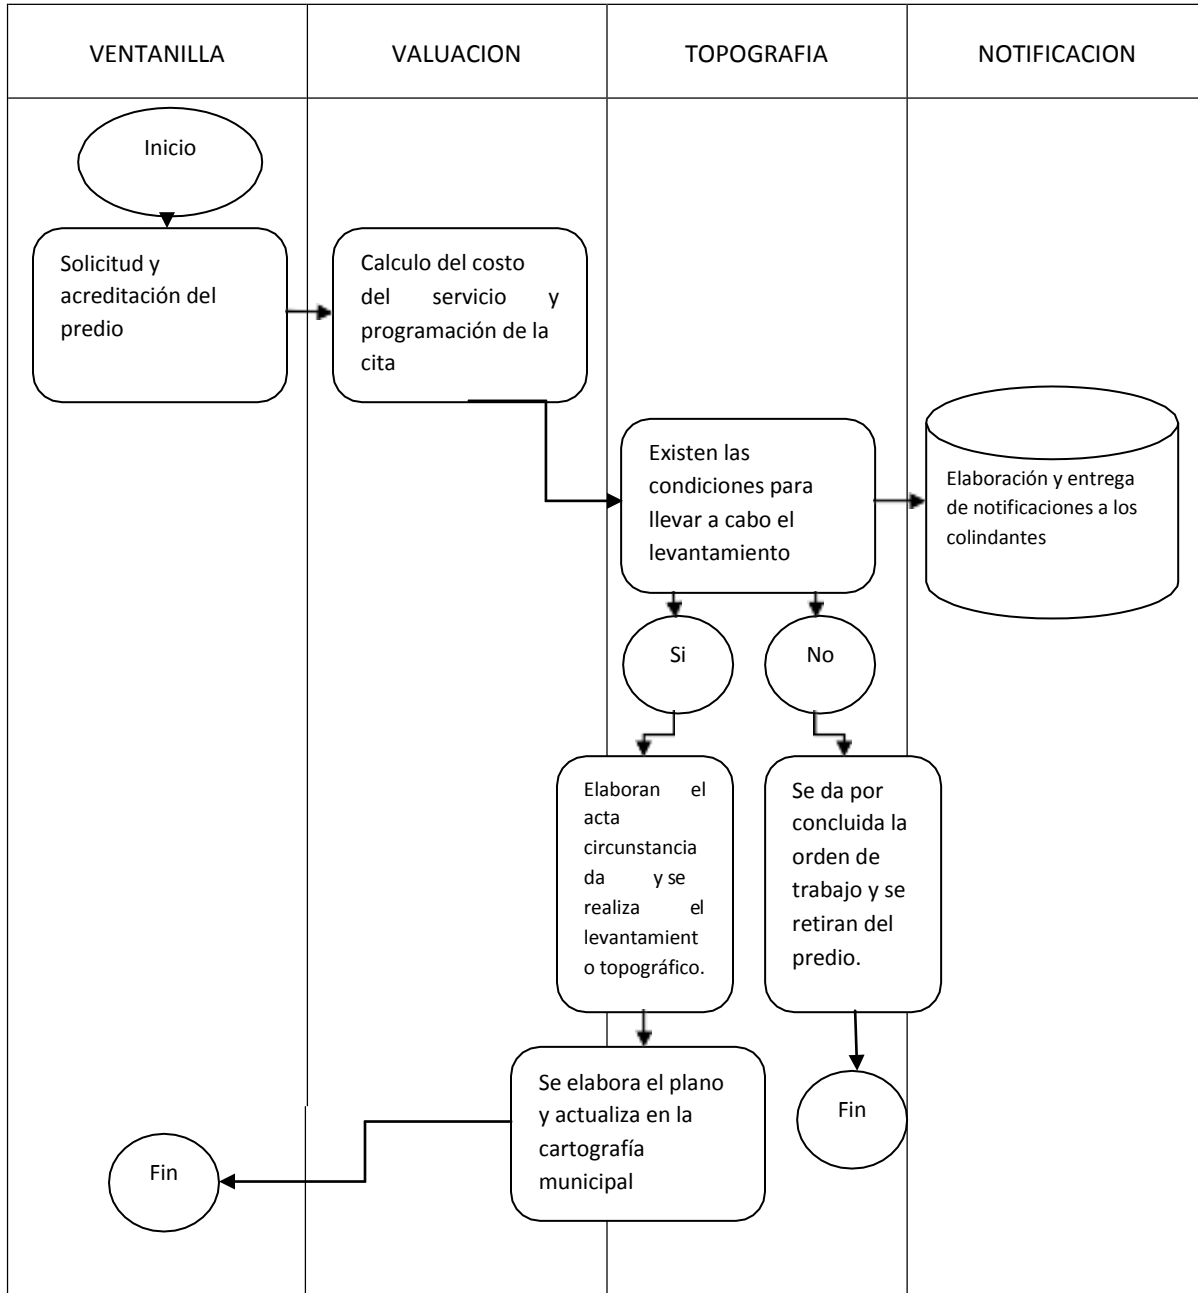 VENTANILLA
VALUACION
TOPOGRAFIA
NOTIFICACION
Inicio
Solicitud y
acreditación del
predio
Calculo del costo
del servicio y
programación de la
cita
Existen las
condiciones para
llevar a cabo el
levantamiento
Elaboración y entrega
de notificaciones a los
colindantes
Si
No
Elaboran el
acta
circunstancia
da y se
realiza el
levantamient
o topográfico.
Se da por
concluida la
orden de
trabajo y se
retiran del
predio.
Se elabora el plano
y actualiza en la
cartografía
municipal
Fin
Fin